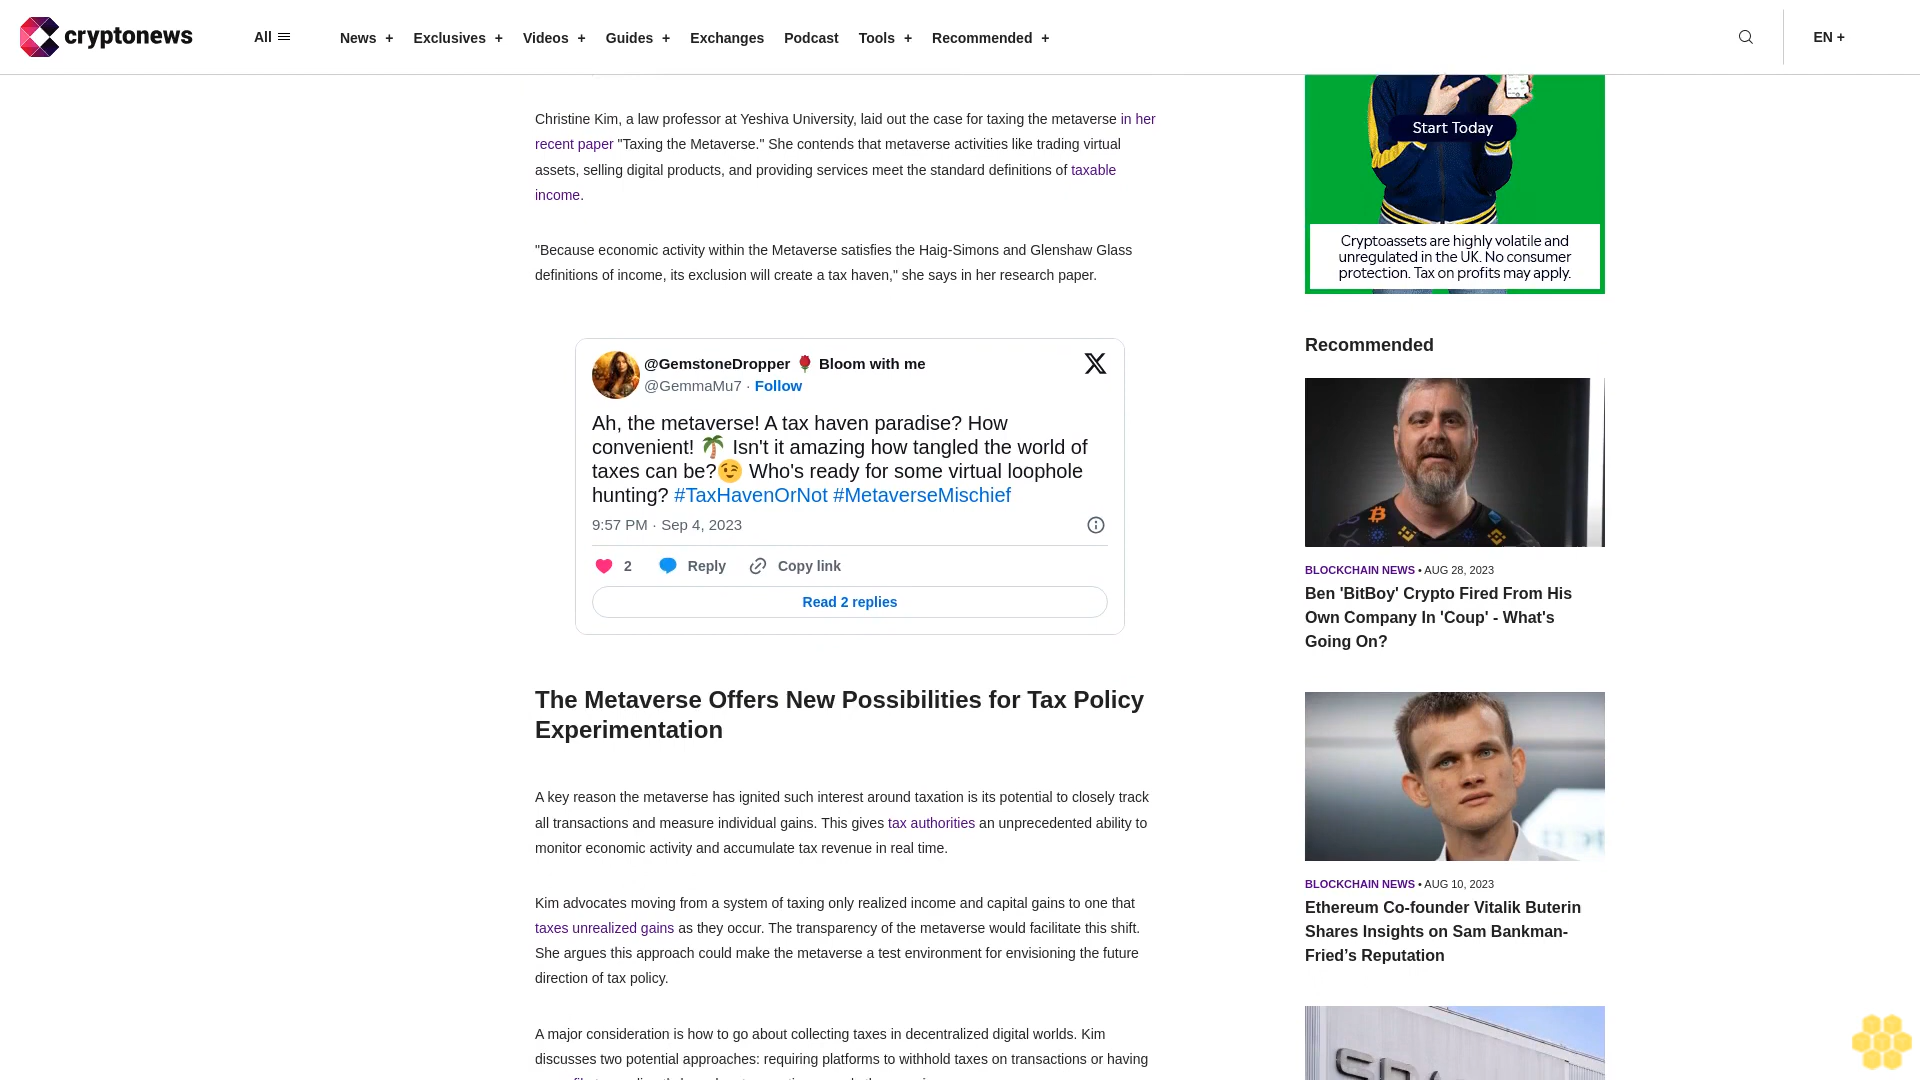 cryptonews
All
News +
Exclusives +
Videos +
Guides +
Exchanges
Podcast
Tools +
Recommended +
EN +
Christine Kim, a law professor at Yeshiva University, laid out the case for taxing the metaverse in her
recent paper "Taxing the Metaverse." She contends that metaverse activities like trading virtual
assets, selling digital products, and providing services meet the standard definitions of taxable
income.
"Because economic activity within the Metaverse satisfies the Haig-Simons and Glenshaw Glass
definitions of income, its exclusion will create a tax haven," she says in her research paper.
@GemstoneDropper 🌹 Bloom with me
@GemmaMu7 · Follow
Ah, the metaverse! A tax haven paradise? How
convenient! 🌴 Isn't it amazing how tangled the world of
taxes can be?😉 Who's ready for some virtual loophole
hunting? #TaxHavenOrNot #MetaverseMischief
9:57 PM · Sep 4, 2023
2
Reply
Copy link
Read 2 replies
The Metaverse Offers New Possibilities for Tax Policy
Experimentation
A key reason the metaverse has ignited such interest around taxation is its potential to closely track
all transactions and measure individual gains. This gives tax authorities an unprecedented ability to
monitor economic activity and accumulate tax revenue in real time.
Kim advocates moving from a system of taxing only realized income and capital gains to one that
taxes unrealized gains as they occur. The transparency of the metaverse would facilitate this shift.
She argues this approach could make the metaverse a test environment for envisioning the future
direction of tax policy.
A major consideration is how to go about collecting taxes in decentralized digital worlds. Kim
discusses two potential approaches: requiring platforms to withhold taxes on transactions or having
Start Today
Cryptoassets are highly volatile and
unregulated in the UK. No consumer
protection. Tax on profits may apply.
Recommended
BLOCKCHAIN NEWS • AUG 28, 2023
Ben 'BitBoy' Crypto Fired From His
Own Company In 'Coup' - What's
Going On?
BLOCKCHAIN NEWS • AUG 10, 2023
Ethereum Co-founder Vitalik Buterin
Shares Insights on Sam Bankman-
Fried’s Reputation